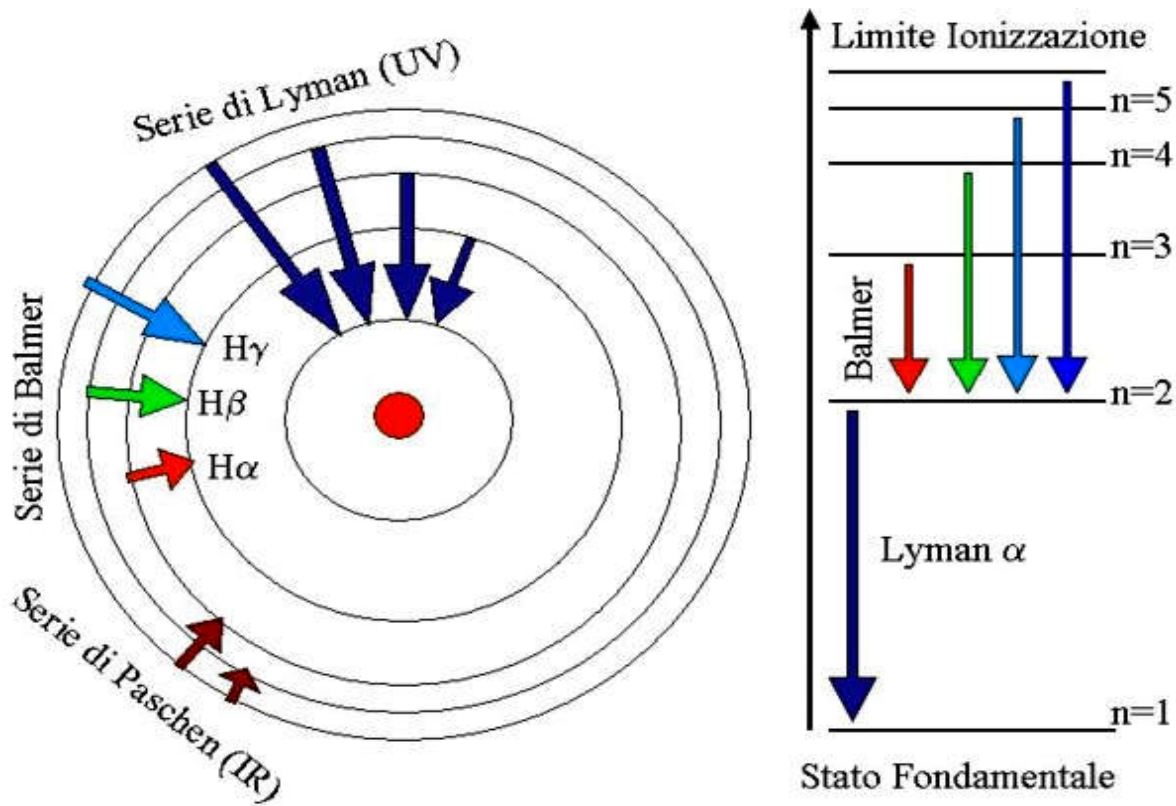 Serie di Lyman (UV)
Serie di Balmer
Hγ
Hβ
Hα
Serie di Paschen (IR)
Limite Ionizzazione
n=5
n=4
n=3
Balmer
n=2
Lyman α
n=1
Stato Fondamentale